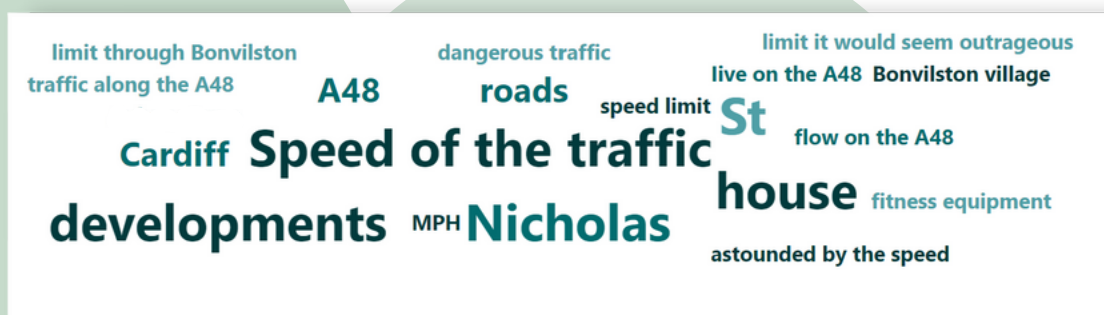 limit through Bonvilston
dangerous traffic
limit it would seem outrageous
traffic along the A48
A48
roads
live on the A48
Bonvilston village
speed limit
St
Cardiff
Speed of the traffic
flow on the A48
developments
MPH
Nicholas
house
fitness equipment
astounded by the speed